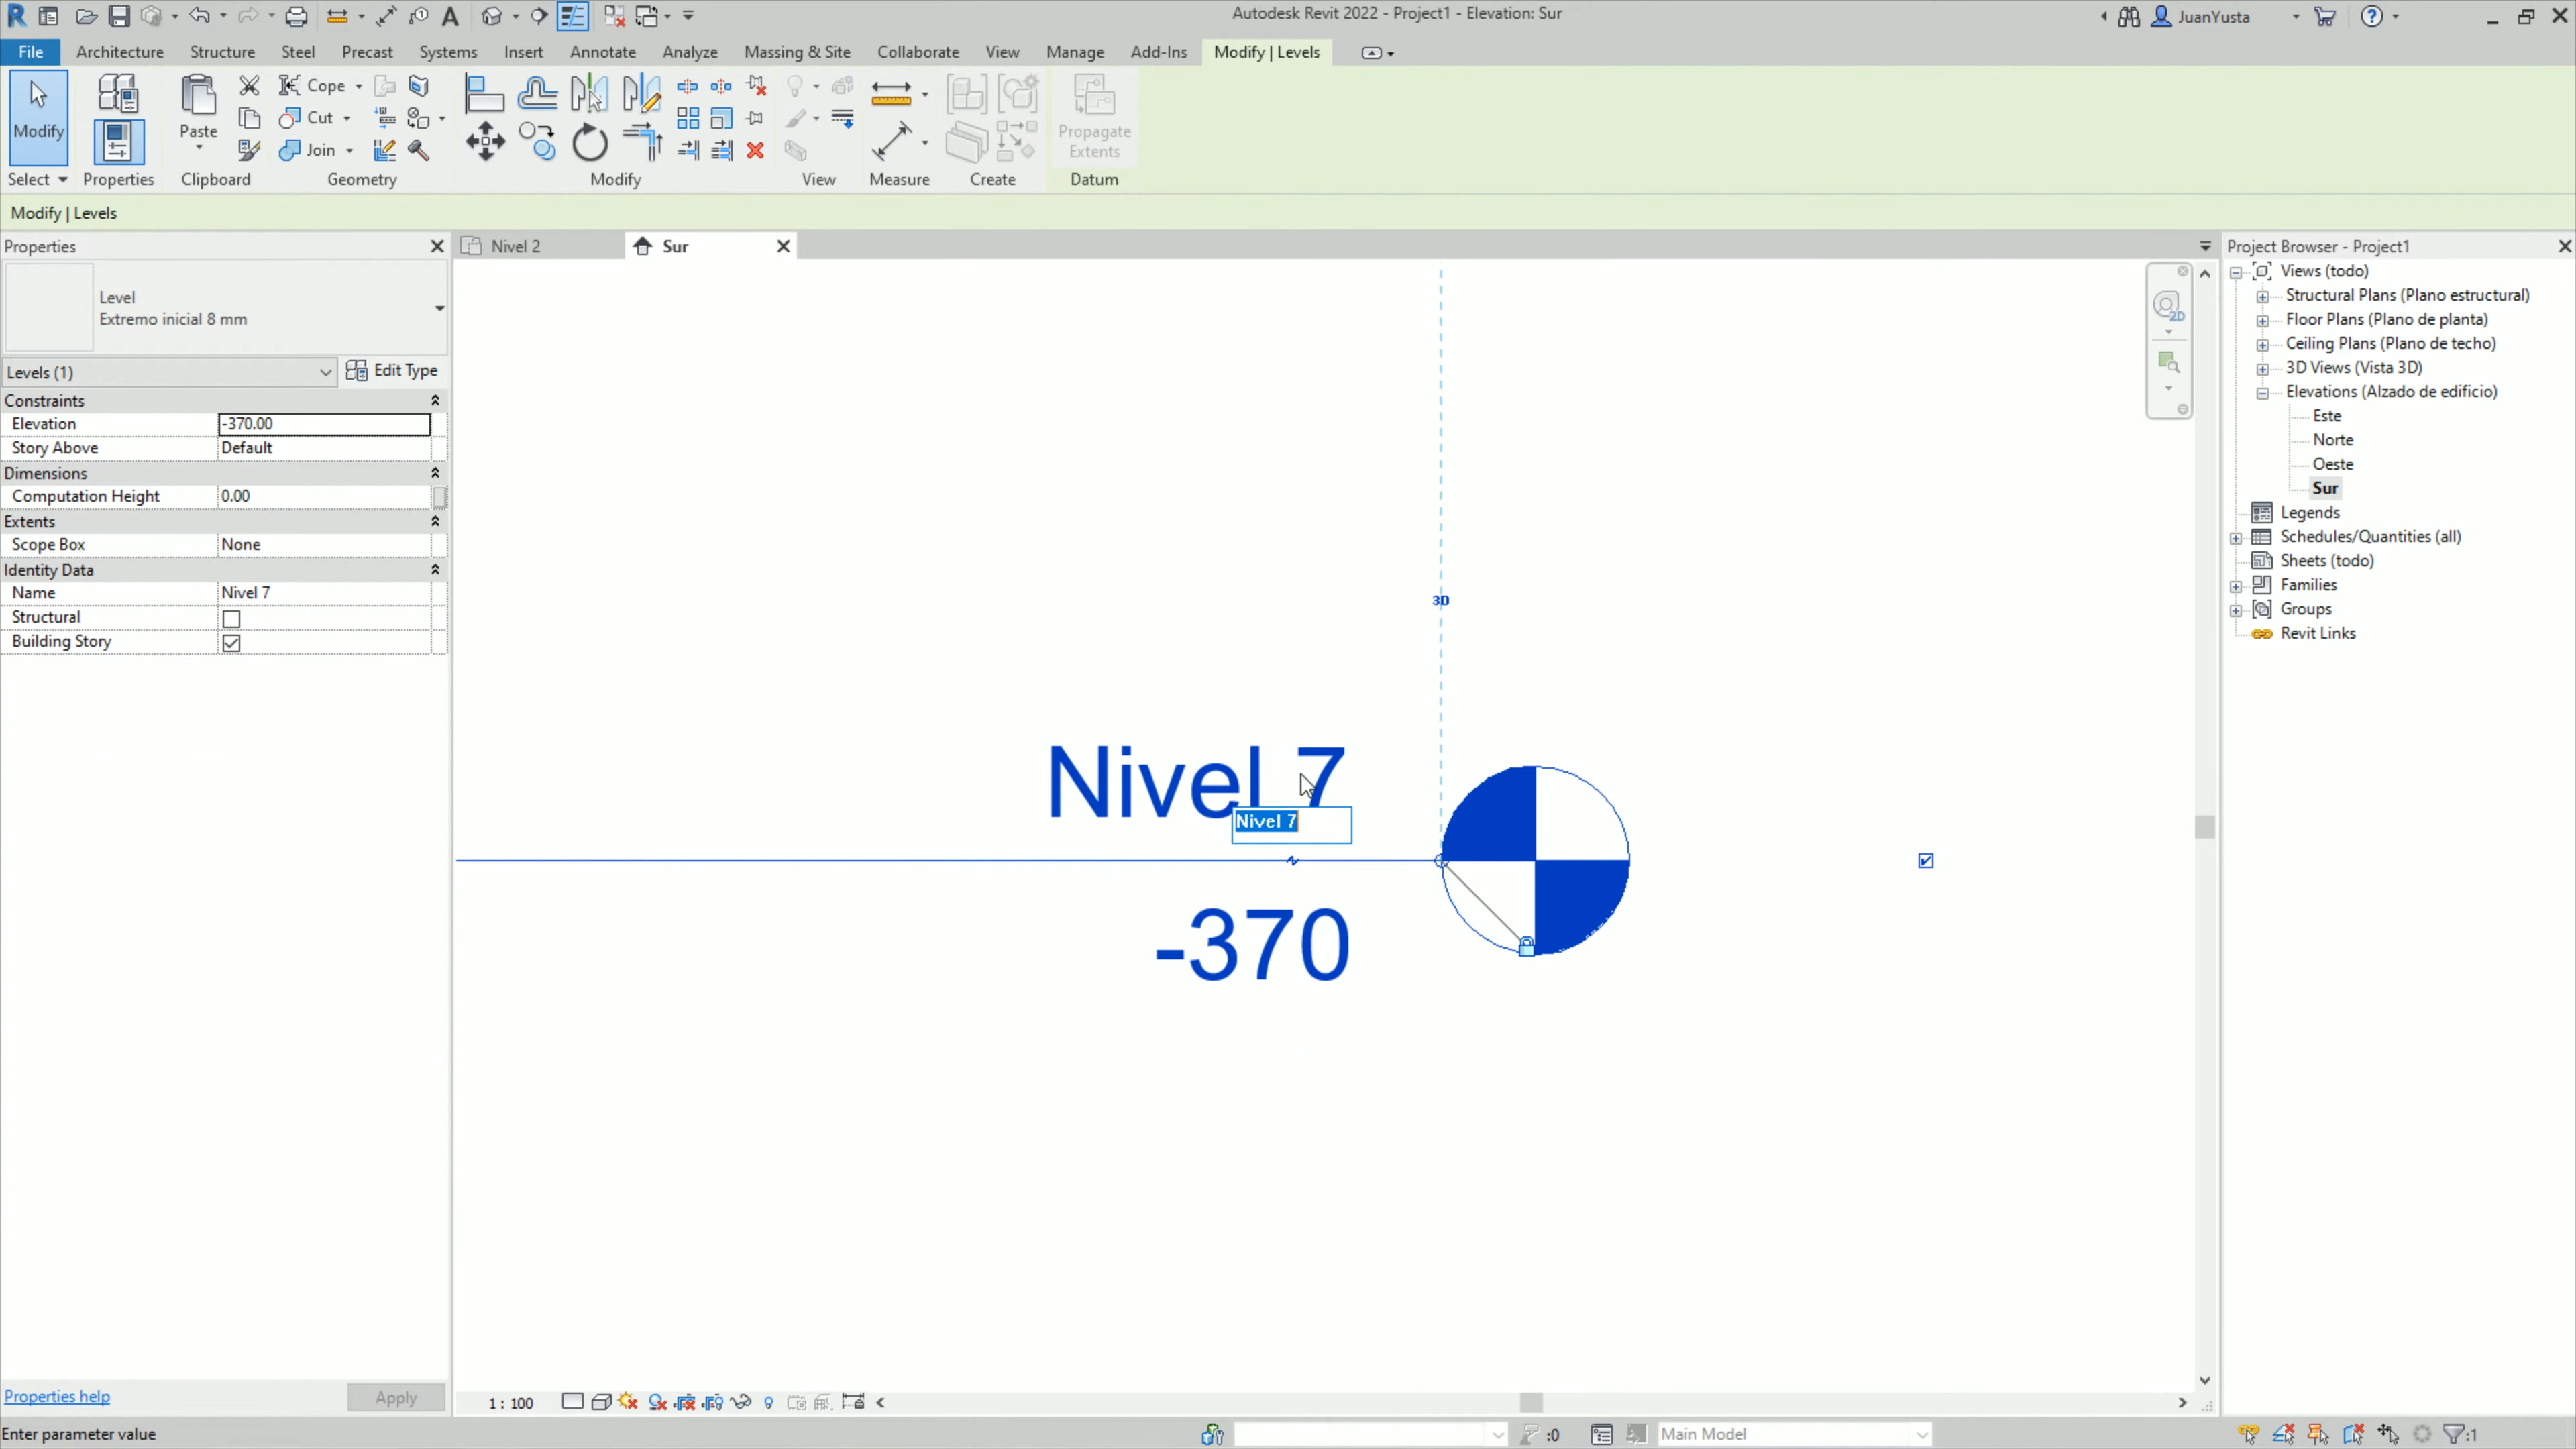 Autodesk Revit 2022 - Project1 - Elevation: Sur
JuanYusta
File
Architecture
Structure
Steel
Precast
Systems
Insert
Annotate
Analyze
Massing & Site
Collaborate
View
Manage
Add-Ins
Modify | Levels
Modify
Paste
Cope
Cut
Join
Propagate
Extents
Select
Properties
Clipboard
Geometry
Modify
View
Measure
Create
Datum
Modify | Levels
Properties
Level
Extremo inicial 8 mm
Levels (1)
Edit Type
Constraints
Elevation -370.00
Story Above Default
Dimensions
Computation Height 0.00
Extents
Scope Box None
Identity Data
Name Nivel 7
Structural
Building Story
Properties help
Apply
Nivel 2
Sur
2D
3D
Nivel 7
Nivel 7
-370
1 : 100
Project Browser - Project1
Views (todo)
Structural Plans (Plano estructural)
Floor Plans (Plano de planta)
Ceiling Plans (Plano de techo)
3D Views (Vista 3D)
Elevations (Alzado de edificio)
Este
Norte
Oeste
Sur
Legends
Schedules/Quantities (all)
Sheets (todo)
Families
Groups
Revit Links
Enter parameter value
:0
Main Model
:1